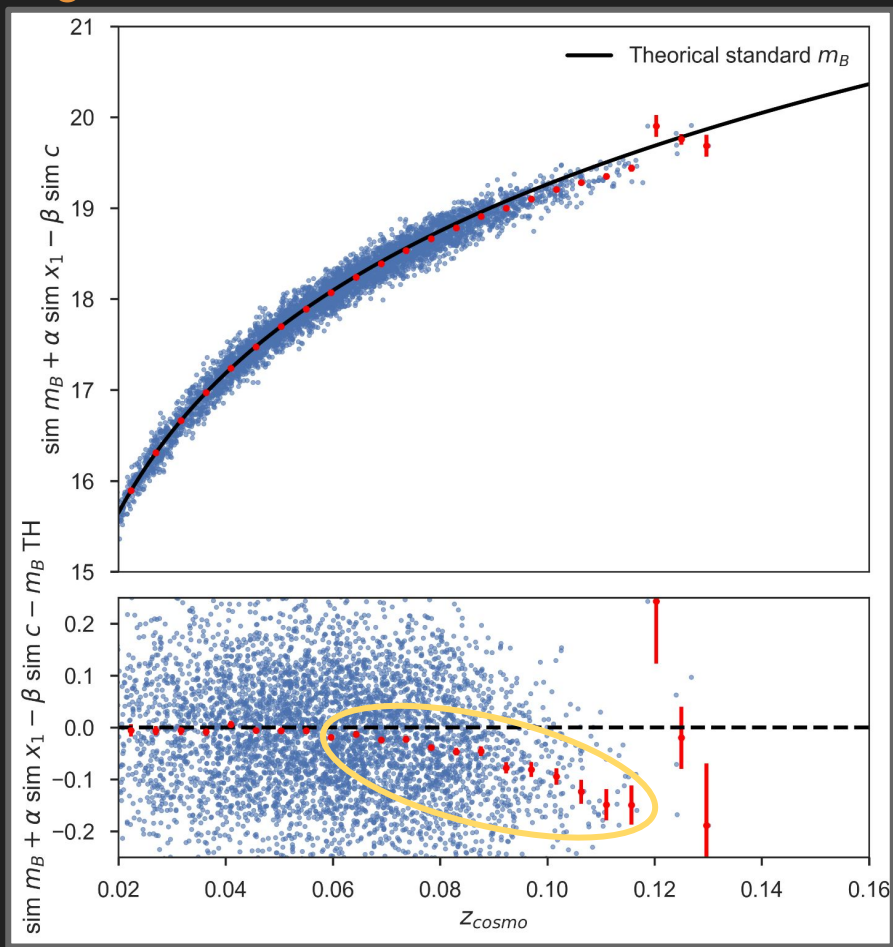 21
20
19
18
17
16
15
sim m_B + α sim x_1 − β sim c
Theorical standard m_B
sim m_B + α sim x_1 − β sim c − m_B TH
0.2
0.1
0.0
−0.1
−0.2
0.02 0.04 0.06 0.08 0.10 0.12 0.14 0.16
z_cosmo